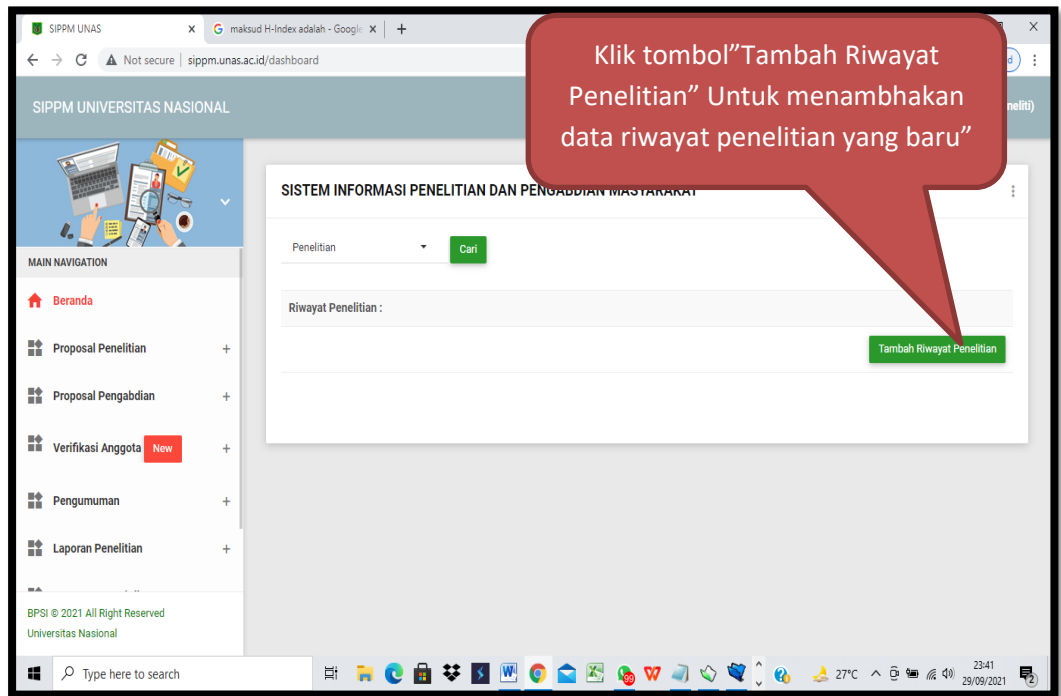 SIPPM UNAS
maksud H-Index adalah - Google
Not secure | sippm.unas.ac.id/dashboard
Klik tombol”Tambah Riwayat
Penelitian” Untuk menambhakan
data riwayat penelitian yang baru”
SIPPM UNIVERSITAS NASIONAL
SISTEM INFORMASI PENELITIAN DAN PENGABDIAN MASYARAKAT
Penelitian
Cari
MAIN NAVIGATION
Beranda
Riwayat Penelitian :
Proposal Penelitian +
Tambah Riwayat Penelitian
Proposal Pengabdian +
Verifikasi Anggota New +
Pengumuman +
Laporan Penelitian +
BPSI © 2021 All Right Reserved
Universitas Nasional
Type here to search
99
27°C
23:41
29/09/2021
2